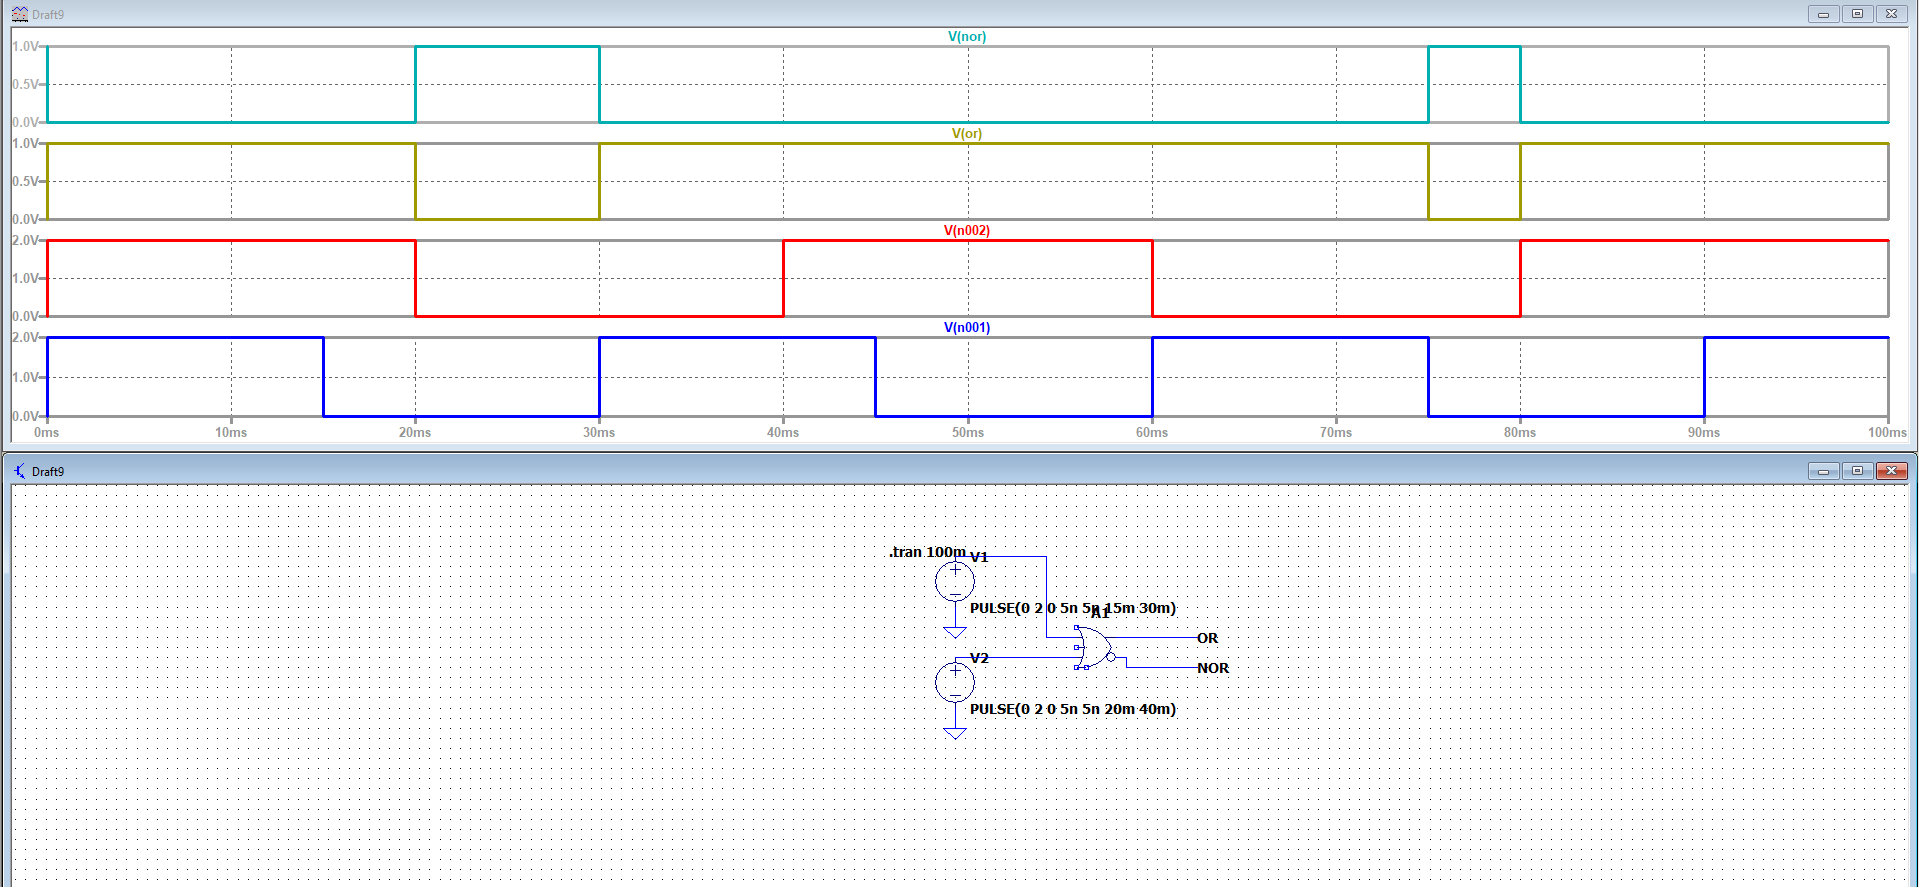 Draft9
V(nor)
1.0V
0.5V
0.0V
V(or)
1.0V
0.5V
0.0V
V(n002)
2.0V
1.0V
0.0V
V(n001)
2.0V
1.0V
0.0V
0ms 10ms 20ms 30ms 40ms 50ms 60ms 70ms 80ms 90ms 100ms
Draft9
.tran 100m
V1
PULSE(0 2 0 5n 5n 15m 30m)
A1
OR
V2
NOR
PULSE(0 2 0 5n 5n 20m 40m)